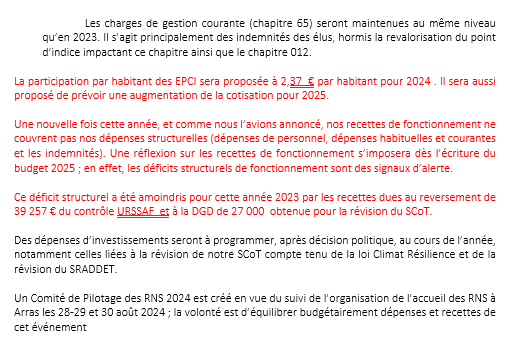 Les charges de gestion courante (chapitre 65) seront maintenues au même niveau
qu'en 2023. Il s'agit principalement des indemnités des élus, hormis la revalorisation du point
d'indice impactant ce chapitre ainsi que le chapitre 012.
La participation par habitant des EPCI sera proposée à 2,37 € par habitant pour 2024 . Il sera aussi
proposé de prévoir une augmentation de la cotisation pour 2025.
Une nouvelle fois cette année, et comme nous l'avions annoncé, nos recettes de fonctionnement ne
couvrent pas nos dépenses structurelles (dépenses de personnel, dépenses habituelles et courantes
et les indemnités). Une réflexion sur les recettes de fonctionnement s'imposera dès l'écriture du
budget 2025 ; en effet, les déficits structurels de fonctionnement sont des signaux d'alerte.
Ce déficit structurel a été amoindris pour cette année 2023 par les recettes dues au reversement de
39 257 € du contrôle URSSAF et à la DGD de 27 000 obtenue pour la révision du SCoT.
Des dépenses d'investissements seront à programmer, après décision politique, au cours de l'année,
notamment celles liées à la révision de notre SCoT compte tenu de la loi Climat Résilience et de la
révision du SRADDET.
Un Comité de Pilotage des RNS 2024 est créé en vue du suivi de l'organisation de l'accueil des RNS à
Arras les 28-29 et 30 août 2024 ; la volonté est d'équilibrer budgétairement dépenses et recettes de
cet événement